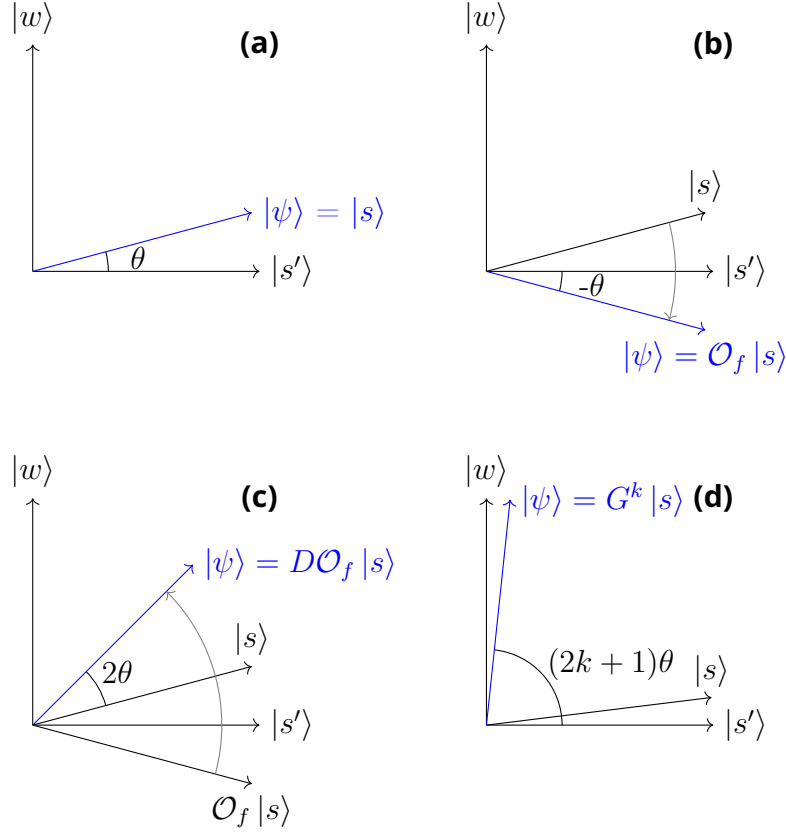 |w⟩
(a)
|ψ⟩ = |s⟩
θ
|s′⟩
|w⟩
(b)
|s⟩
|s′⟩
-θ
|ψ⟩ = 𝒪_f |s⟩
|w⟩
(c)
|ψ⟩ = D𝒪_f |s⟩
|s⟩
2θ
|s′⟩
𝒪_f |s⟩
|w⟩
|ψ⟩ = G^k |s⟩ (d)
(2k + 1)θ
|s⟩
|s′⟩